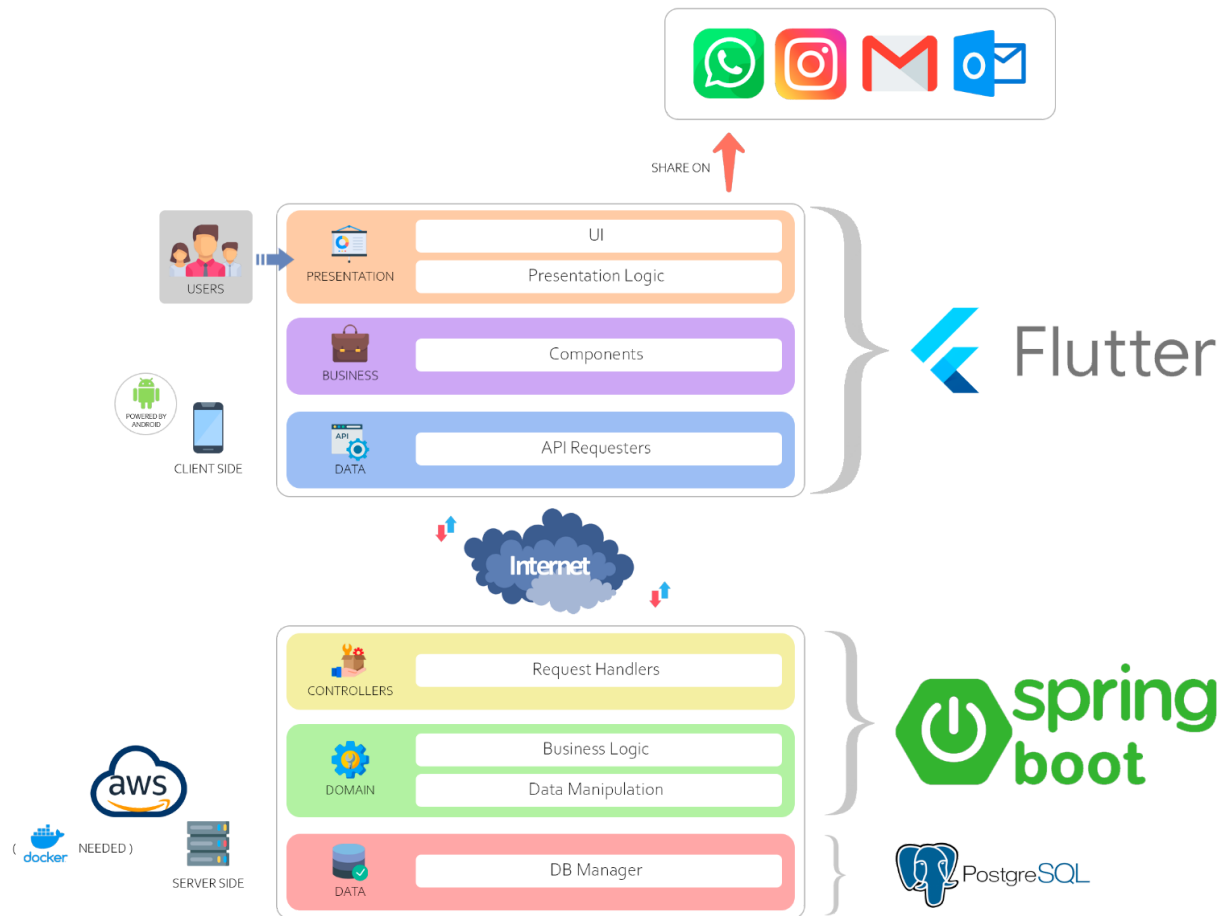 SHARE ON
USERS
PRESENTATION
UI
Presentation Logic
BUSINESS
Components
POWERED BY
ANDROID
CLIENT SIDE
API
DATA
API Requesters
Flutter
Internet
CONTROLLERS
Request Handlers
DOMAIN
Business Logic
Data Manipulation
spring
boot
aws
( docker NEEDED )
SERVER SIDE
DATA
DB Manager
PostgreSQL